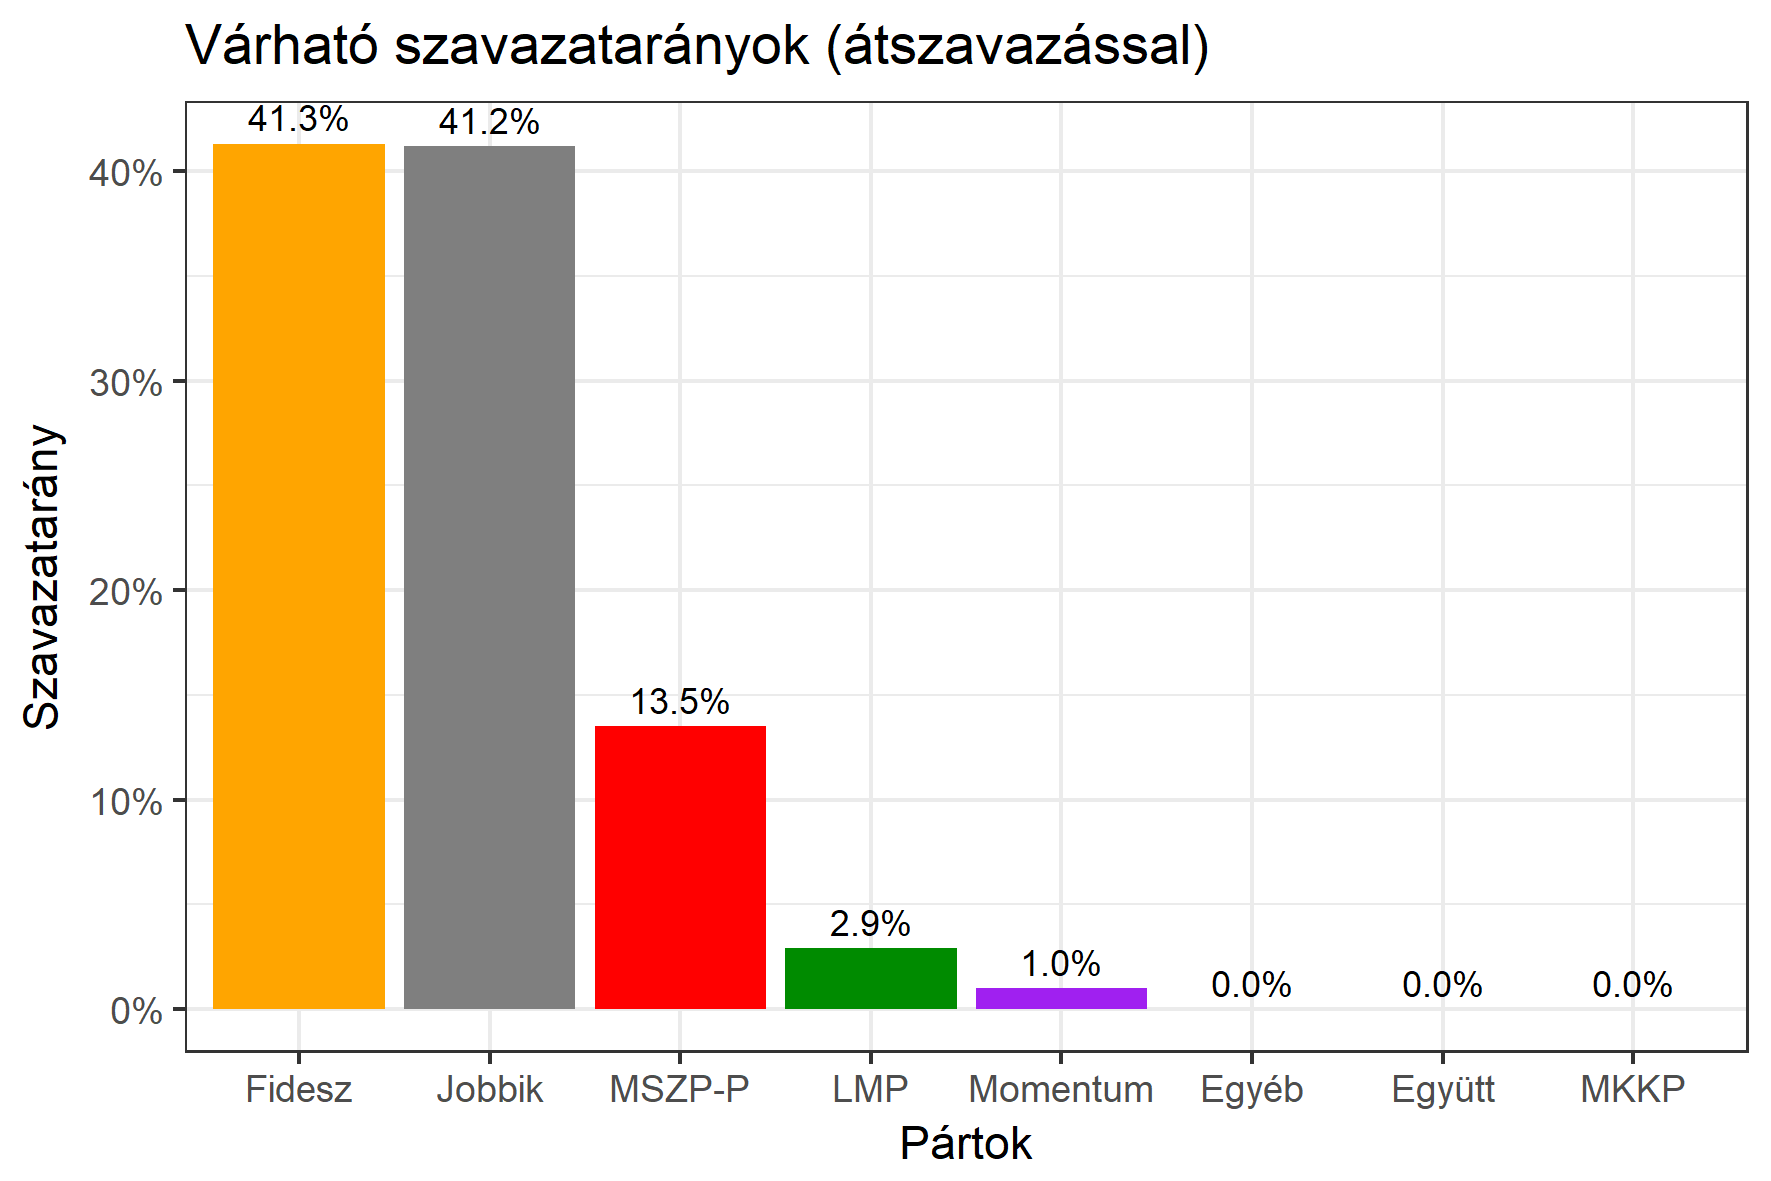 Várható szavazatarányok (átszavazással)
41.3%
41.2%
13.5%
2.9%
1.0%
0.0%
0.0%
0.0%
40%
30%
20%
10%
0%
Szavazatarány
Fidesz
Jobbik
MSZP-P
LMP
Momentum
Egyéb
Együtt
MKKP
Pártok